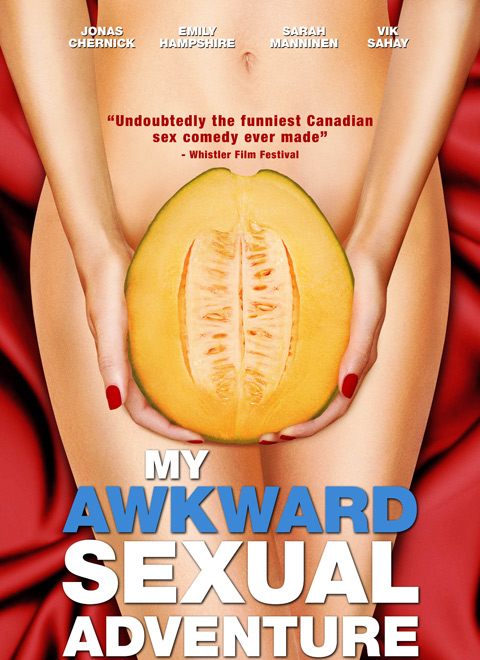 JONAS EMILY SARAH VIK
CHERNICK HAMPSHIRE MANNINEN SAHAY
“Undoubtedly the funniest Canadian
sex comedy ever made”
- Whistler Film Festival
MY
AWKWARD
SEXUAL
ADVENTURE